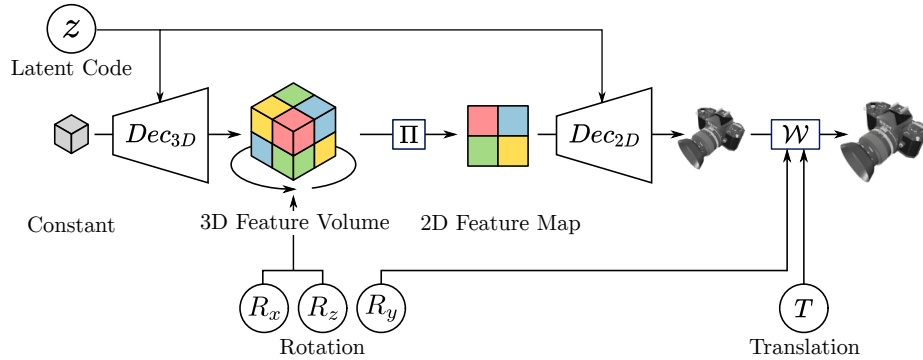 z
Latent Code
Dec3D
Π
Dec2D
W
Constant
3D Feature Volume
2D Feature Map
Rx
Rz
Ry
T
Rotation
Translation